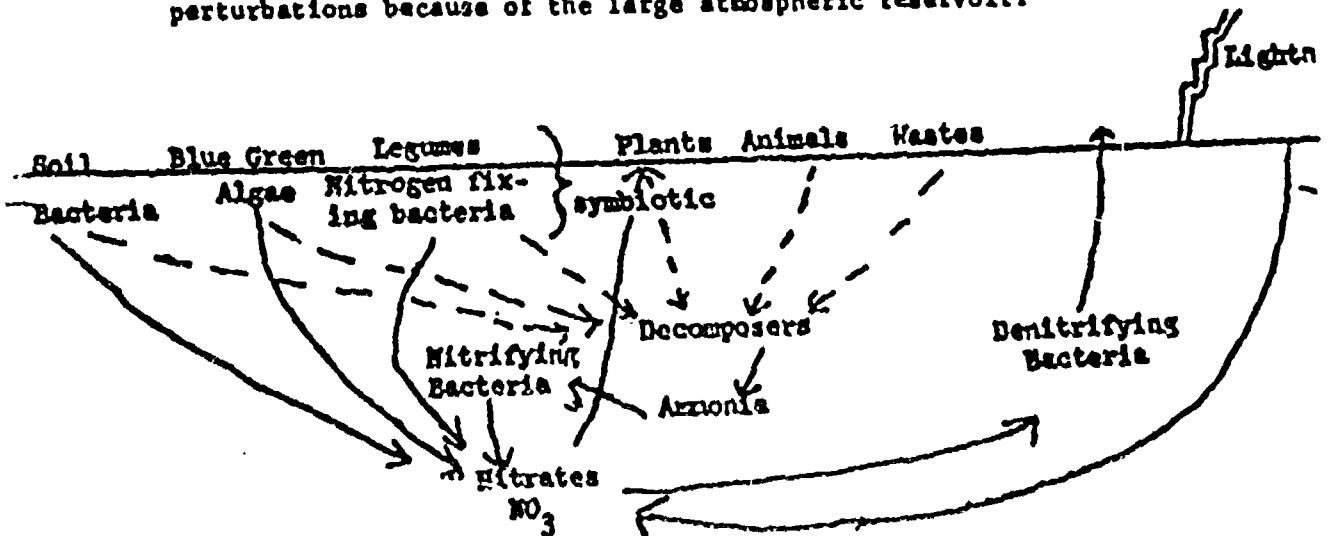 perturbations because of the large atmospheric reservoir.
Lightn
Soil Blue Green Legumes Plants Animals Wastes
Bacteria Algae Nitrogen fix-
ing bacteria symbiotic
Decomposers Denitrifying
Bacteria
Nitrifying
Bacteria Ammonia
Nitrates
NO3